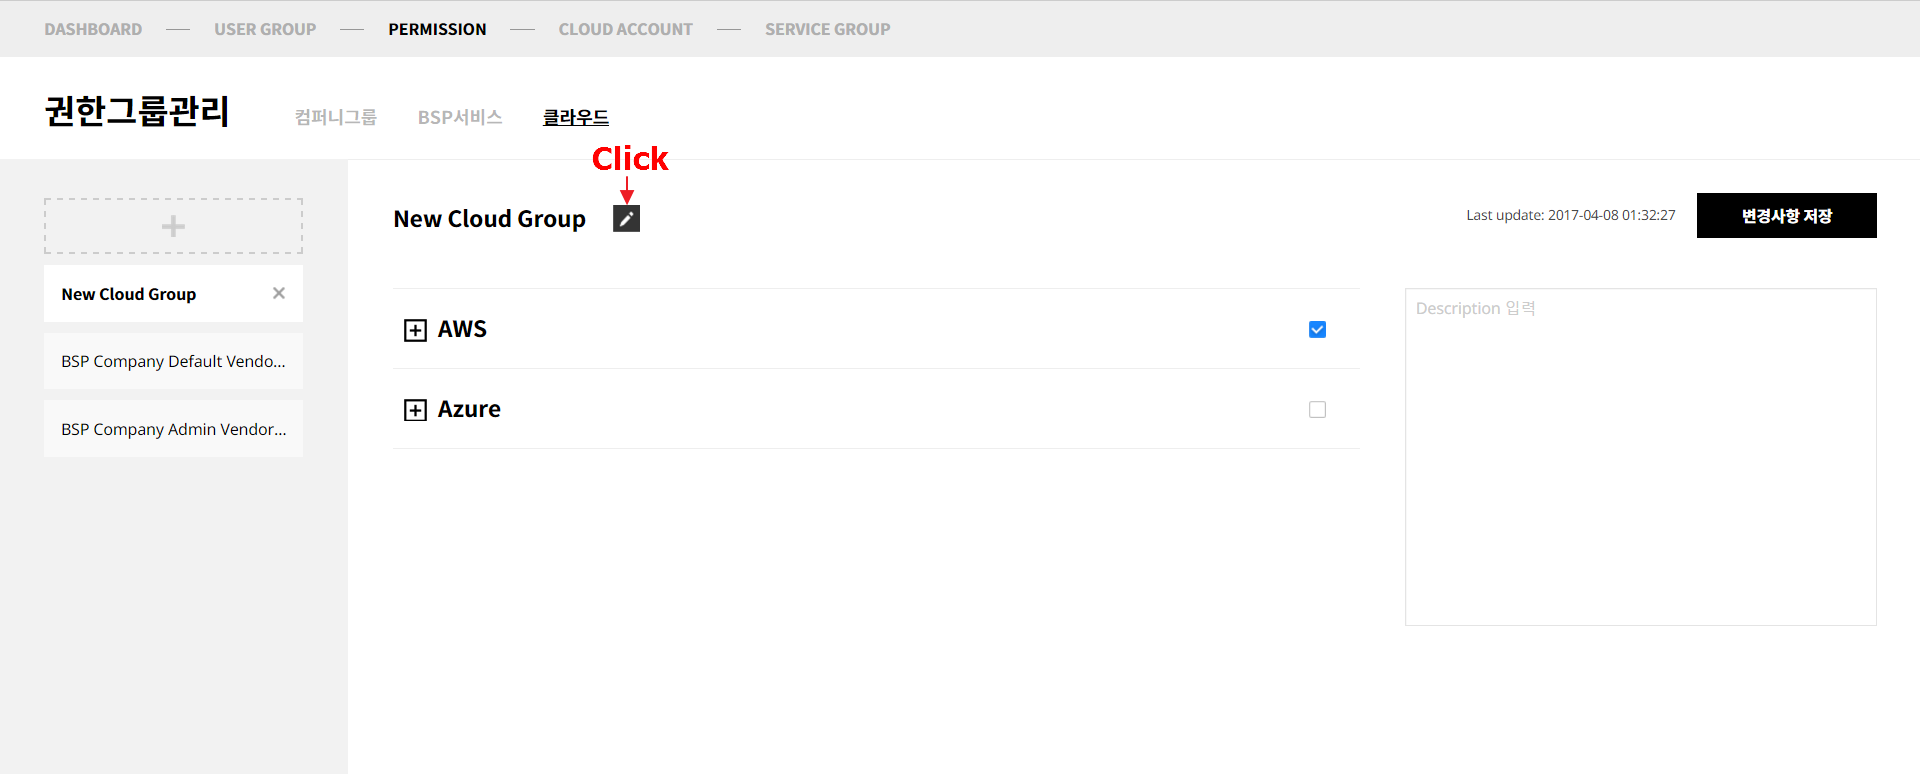 DASHBOARD — USER GROUP — PERMISSION — CLOUD ACCOUNT — SERVICE GROUP
권한그룹관리 컴퍼니그룹 BSP서비스 클라우드
Click
New Cloud Group
Last update: 2017-04-08 01:32:27 변경사항 저장
New Cloud Group
BSP Company Default Vendo...
BSP Company Admin Vendor...
AWS
Azure
Description 입력